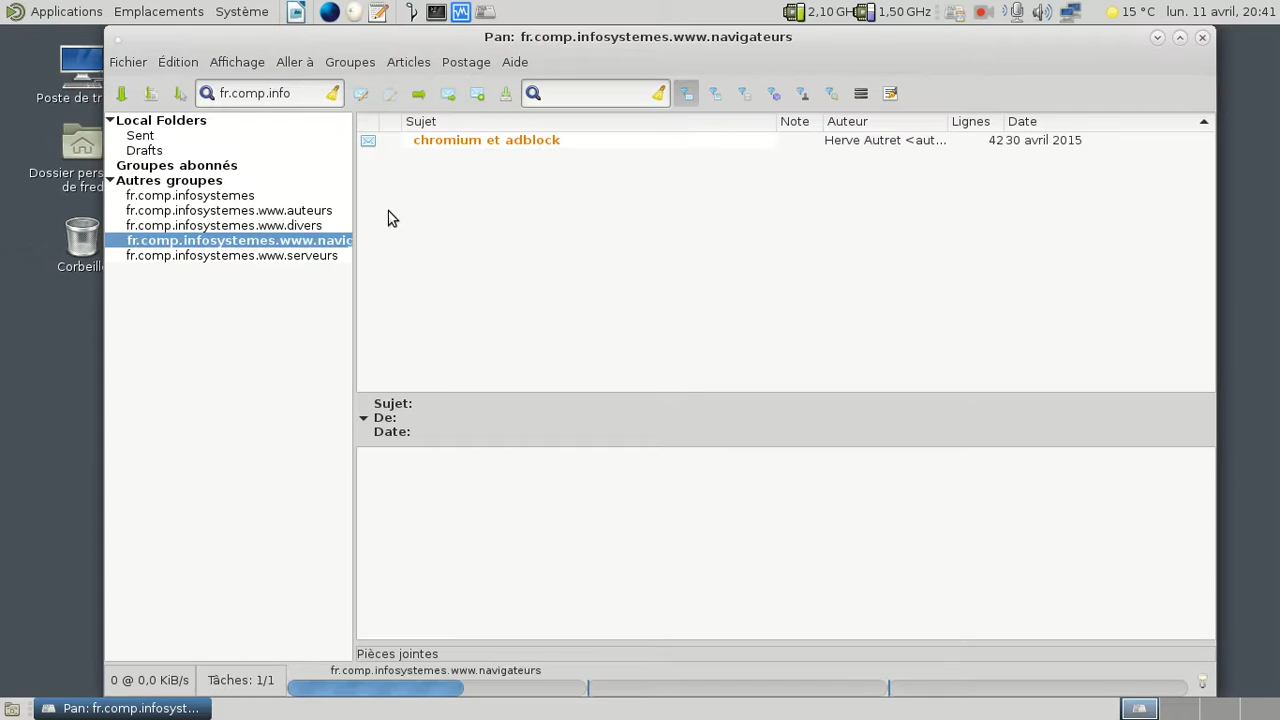 Applications Emplacements Système 2,10 GH 1,50 GHz 15 °C lun. 11 avril, 20:41
Pan: fr.comp.infosystemes.www.navigateurs
Poste de tr
Dossier pers
de fred
Corbeille
Fichier Édition Affichage Aller à Groupes Articles Postage Aide
fr.comp.info
Local Folders
Sent
Drafts
Groupes abonnés
Autres groupes
fr.comp.infosystemes
fr.comp.infosystemes.www.auteurs
fr.comp.infosystemes.www.divers
fr.comp.infosystemes.www.navig
fr.comp.infosystemes.www.serveurs
Sujet Note Auteur Lignes Date
chromium et adblock Herve Autret <aut... 42 30 avril 2015
Sujet:
De:
Date:
Pièces jointes
0 @ 0,0 KiB/s Tâches: 1/1 fr.comp.infosystemes.www.navigateurs
Pan: fr.comp.infosyst...